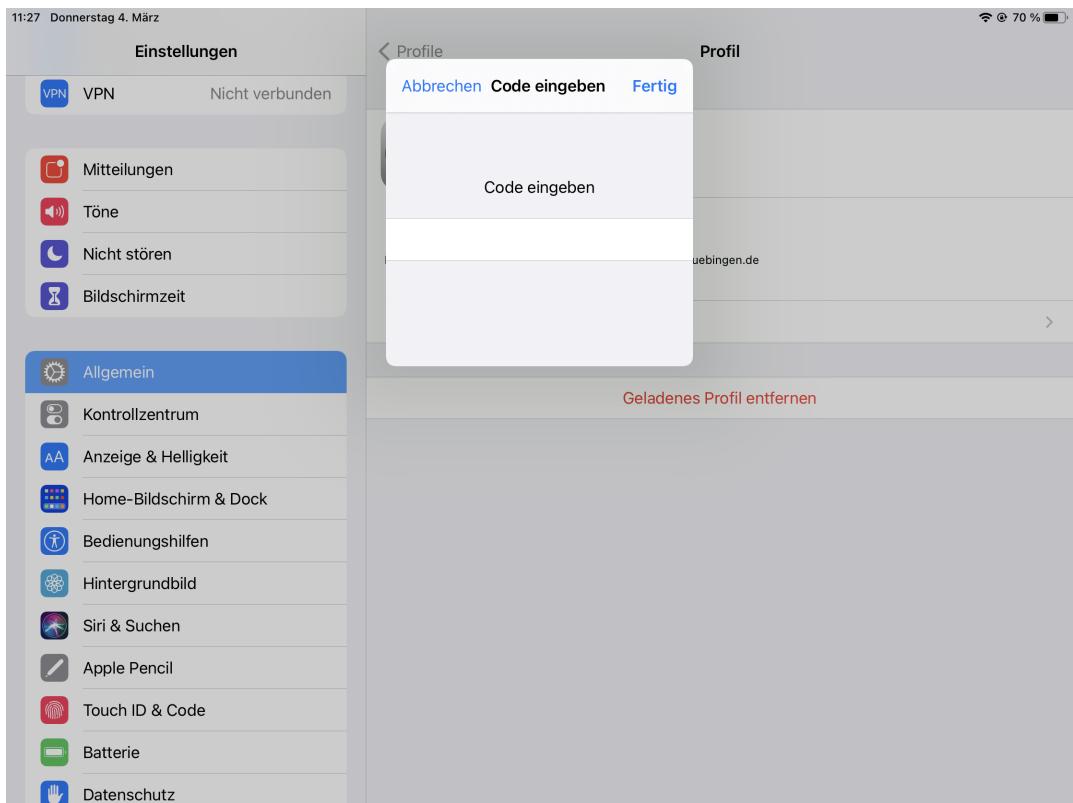 11:27 Donnerstag 4. März
70 %
Einstellungen
VPN VPN Nicht verbunden
Mitteilungen
Töne
Nicht stören
Bildschirmzeit
Allgemein
Kontrollzentrum
AA Anzeige & Helligkeit
Home-Bildschirm & Dock
Bedienungshilfen
Hintergrundbild
Siri & Suchen
Apple Pencil
Touch ID & Code
Batterie
Datenschutz
Profile
Profil
Abbrechen Code eingeben Fertig
Code eingeben
uebingen.de
Geladenes Profil entfernen